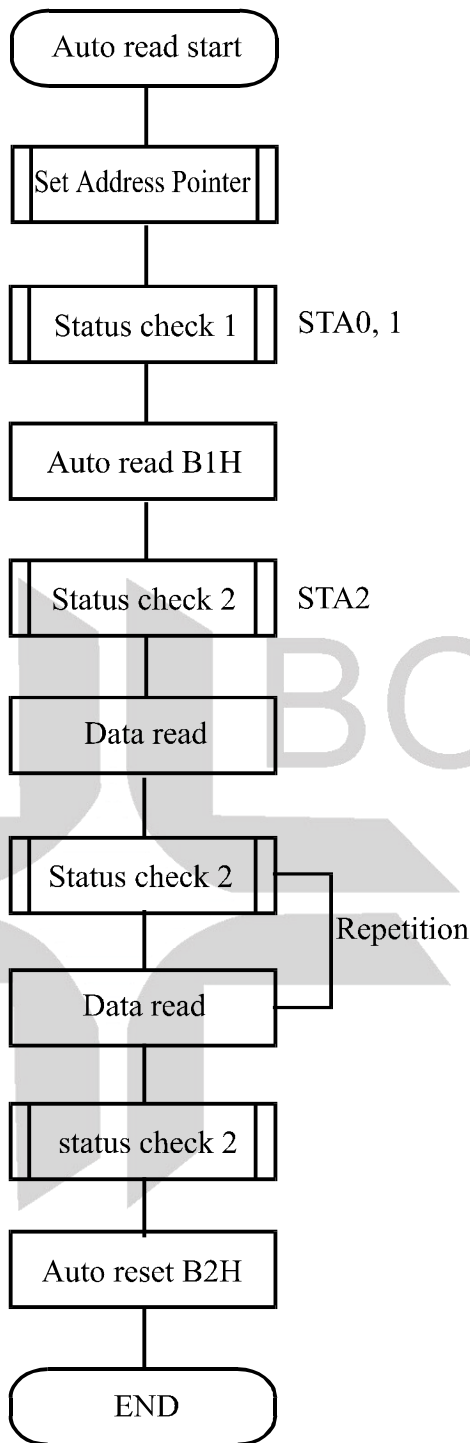 Auto read start
Set Address Pointer
Status check 1
STA0, 1
Auto read B1H
Status check 2
STA2
BO
Data read
Status check 2
Repetition
Data read
status check 2
Auto reset B2H
END